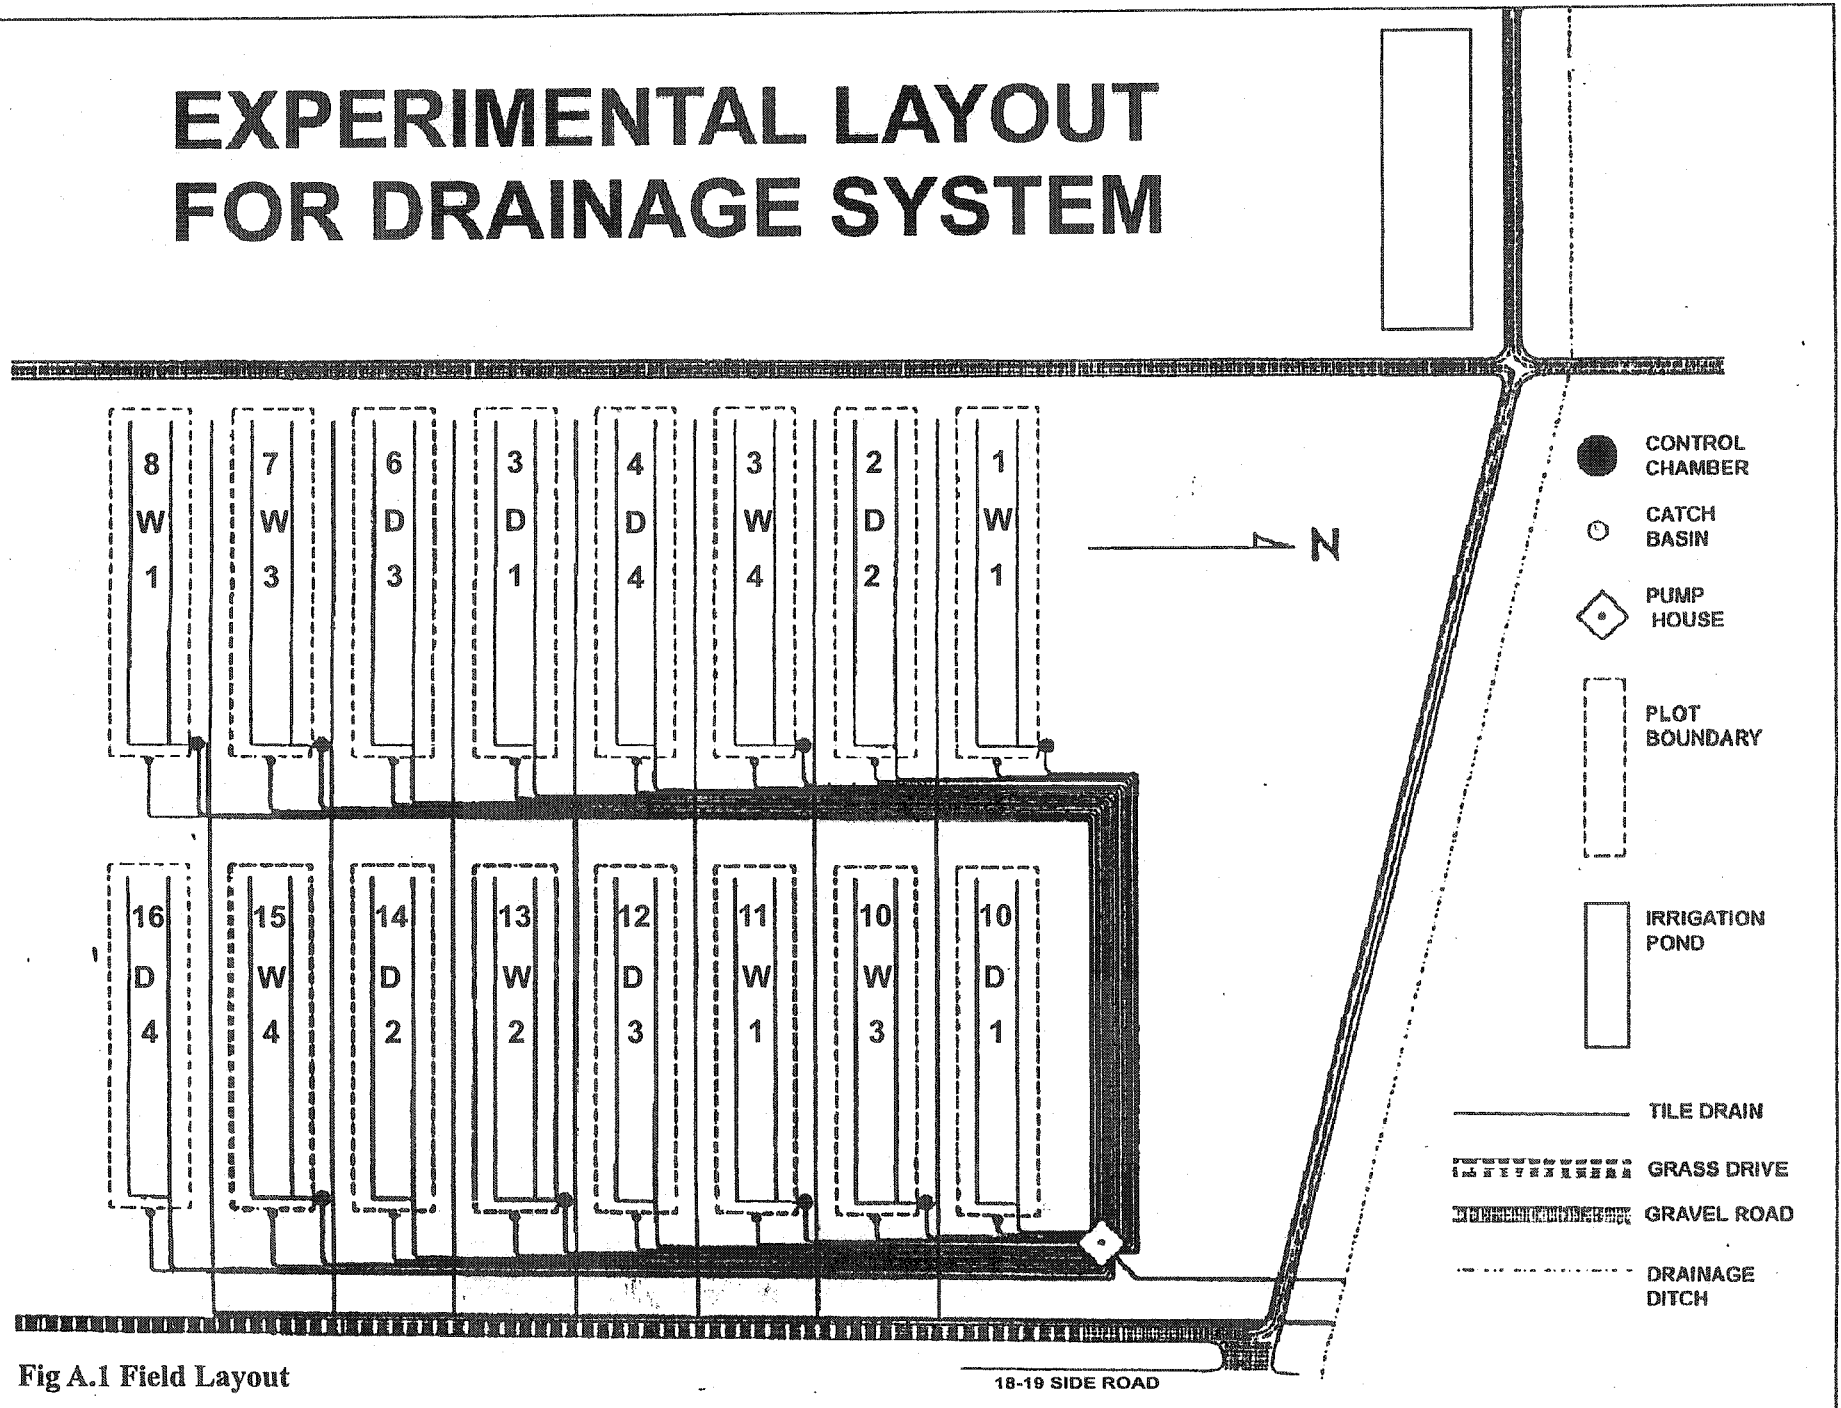 EXPERIMENTAL LAYOUT
FOR DRAINAGE SYSTEM
8 7 6 3 4 3 2 1
W W D D D W D W
1 3 3 1 4 4 2 1
N
16 15 14 13 12 11 10 10
D W D W D W W D
4 4 2 2 3 1 3 1
CONTROL
CHAMBER
CATCH
BASIN
PUMP
HOUSE
PLOT
BOUNDARY
IRRIGATION
POND
TILE DRAIN
GRASS DRIVE
GRAVEL ROAD
DRAINAGE
DITCH
18-19 SIDE ROAD
Fig A.1 Field Layout